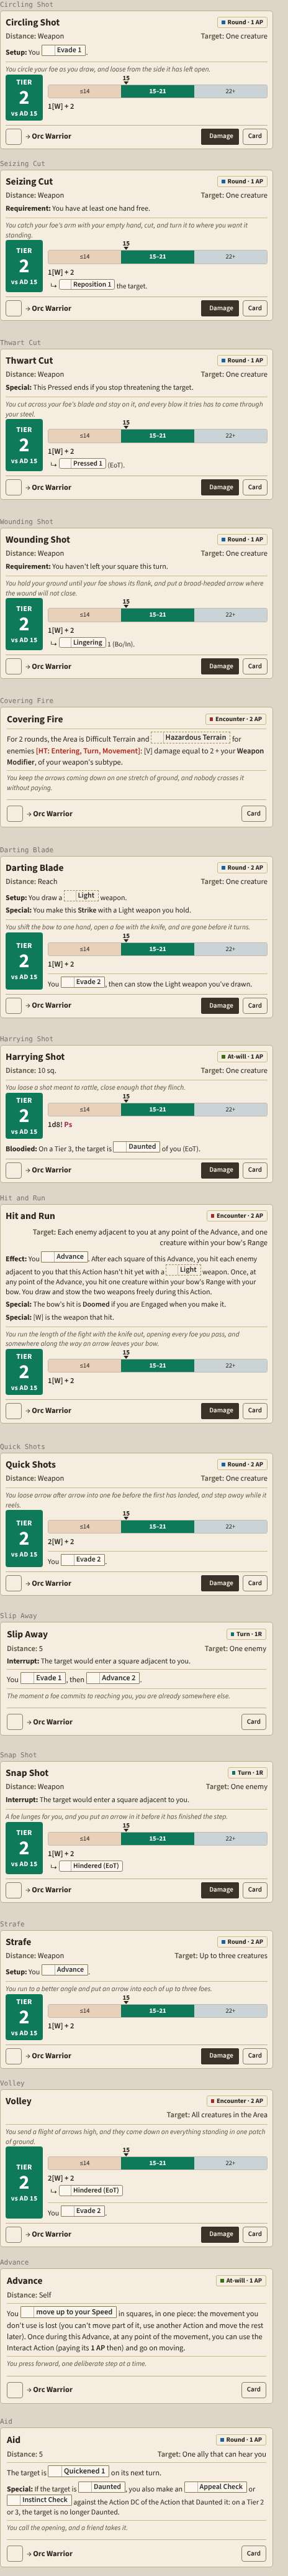 Circling Shot
Circling Shot
Round · 1 AP
Distance: Weapon
Target: One creature
Setup: You Evade 1.
You circle your foe as you draw, and loose from the side it has left open.
TIER
2
vs AD 15
15
≤14
15–21
22+
1[W] + 2
→ Orc Warrior
Damage
Card
Seizing Cut
Seizing Cut
Round · 1 AP
Distance: Weapon
Target: One creature
Requirement: You have at least one hand free.
You catch your foe's arm with your empty hand, cut, and turn it to where you want it
standing.
TIER
2
vs AD 15
15
≤14
15–21
22+
1[W] + 2
↳ Reposition 1 the target.
→ Orc Warrior
Damage
Card
Thwart Cut
Thwart Cut
Round · 1 AP
Distance: Weapon
Target: One creature
Special: This Pressed ends if you stop threatening the target.
You cut across your foe's blade and stay on it, and every blow it tries has to come through
your steel.
TIER
2
vs AD 15
15
≤14
15–21
22+
1[W] + 2
↳ Pressed 1 (EoT).
→ Orc Warrior
Damage
Card
Wounding Shot
Wounding Shot
Round · 1 AP
Distance: Weapon
Target: One creature
Requirement: You haven't left your square this turn.
You hold your ground until your foe shows its flank, and put a broad-headed arrow where
the wound will not close.
TIER
2
vs AD 15
15
≤14
15–21
22+
1[W] + 2
↳ Lingering 1 (Bo/In).
→ Orc Warrior
Damage
Card
Covering Fire
Covering Fire
Encounter · 2 AP
For 2 rounds, the Area is Difficult Terrain and Hazardous Terrain for
enemies [HT: Entering, Turn, Movement]: [V] damage equal to 2 × your Weapon
Modifier, of your weapon's subtype.
You keep the arrows coming down on one stretch of ground, and nobody crosses it
without paying.
→ Orc Warrior
Card
Darting Blade
Darting Blade
Round · 2 AP
Distance: Reach
Target: One creature
Setup: You draw a Light weapon.
Special: You make this Strike with a Light weapon you hold.
You shift the bow to one hand, open a foe with the knife, and are gone before it turns.
TIER
2
vs AD 15
15
≤14
15–21
22+
1[W] + 2
You Evade 2, then can stow the Light weapon you've drawn.
→ Orc Warrior
Damage
Card
Harrying Shot
Harrying Shot
At-will · 1 AP
Distance: 10 sq.
Target: One creature
You loose a shot meant to rattle, close enough that they flinch.
TIER
2
vs AD 15
15
≤14
15–21
22+
1d8! Ps
Bloodied: On a Tier 3, the target is Daunted of you (EoT).
→ Orc Warrior
Damage
Card
Hit and Run
Hit and Run
Encounter · 2 AP
Target: Each enemy adjacent to you at any point of the Advance, and one
creature within your bow's Range
Effect: You Advance. After each square of this Advance, you hit each enemy
adjacent to you that this Action hasn't hit yet with a Light weapon. Once, at
any point of the Advance, you hit one creature within your bow's Range with your
bow. You draw and stow the two weapons freely during this Action.
Special: The bow's hit is Doomed if you are Engaged when you make it.
Special: [W] is the weapon that hit.
You run the length of the fight with the knife out, opening every foe you pass, and
somewhere along the way an arrow leaves your bow.
TIER
2
vs AD 15
15
≤14
15–21
22+
1[W] + 2
→ Orc Warrior
Damage
Card
Quick Shots
Quick Shots
Round · 2 AP
Distance: Weapon
Target: One creature
You loose arrow after arrow into one foe before the first has landed, and step away while it
reels.
TIER
2
vs AD 15
15
≤14
15–21
22+
2[W] + 2
You Evade 2.
→ Orc Warrior
Damage
Card
Slip Away
Slip Away
Turn · 1R
Distance: 5
Target: One enemy
Interrupt: The target would enter a square adjacent to you.
You Evade 1, then Advance 2.
The moment a foe commits to reaching you, you are already somewhere else.
→ Orc Warrior
Card
Snap Shot
Snap Shot
Turn · 1R
Distance: Weapon
Target: One enemy
Interrupt: The target would enter a square adjacent to you.
A foe lunges for you, and you put an arrow in it before it has finished the step.
TIER
2
vs AD 15
15
≤14
15–21
22+
1[W] + 2
↳ Hindered (EoT)
→ Orc Warrior
Damage
Card
Strafe
Strafe
Round · 2 AP
Distance: Weapon
Target: Up to three creatures
Setup: You Advance.
You run to a better angle and put an arrow into each of up to three foes.
TIER
2
vs AD 15
15
≤14
15–21
22+
1[W] + 2
→ Orc Warrior
Damage
Card
Volley
Volley
Encounter · 2 AP
Target: All creatures in the Area
You send a flight of arrows high, and they come down on everything standing in one patch
of ground.
TIER
2
vs AD 15
15
≤14
15–21
22+
2[W] + 2
↳ Hindered (EoT)
You Evade 2.
→ Orc Warrior
Damage
Card
Advance
Advance
At-will · 1 AP
Distance: Self
You move up to your Speed in squares, in one piece: the movement you
don't use is lost (you can't move part of it, use another Action and move the rest
later). Once during this Advance, at any point of the movement, you can use the
Interact Action (paying its 1 AP then) and go on moving.
You press forward, one deliberate step at a time.
→ Orc Warrior
Card
Aid
Aid
Round · 1 AP
Distance: 5
Target: One ally that can hear you
The target is Quickened 1 on its next turn.
Special: If the target is Daunted, you also make an Appeal Check or
Instinct Check against the Action DC of the Action that Daunted it: on a Tier 2
or 3, the target is no longer Daunted.
You call the opening, and a friend takes it.
→ Orc Warrior
Card